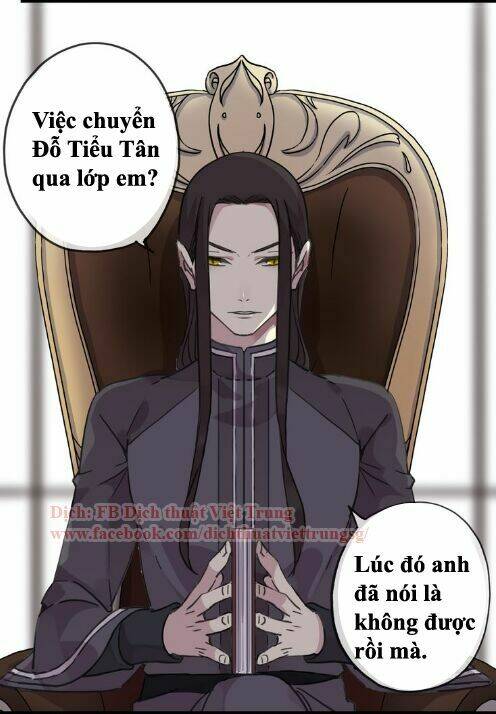 Việc chuyển
Đỗ Tiểu Tân
qua lớp em?
Dịch: FB Dịch thuật Việt Trung
www.facebook.com/dichthuatviettrungsg/
Lúc đó anh
đã nói là
không được
rồi mà.